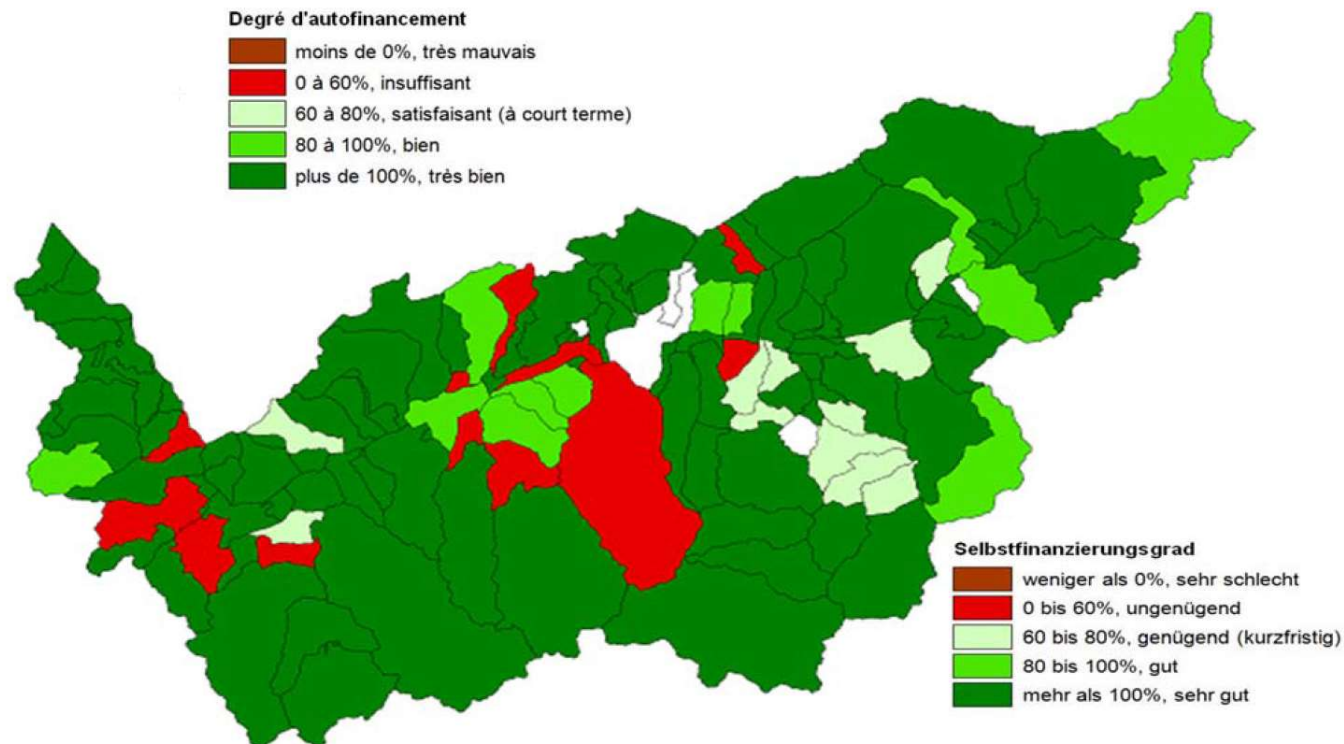 Degré d'autofinancement
moins de 0%, très mauvais
0 à 60%, insuffisant
60 à 80%, satisfaisant (à court terme)
80 à 100%, bien
plus de 100%, très bien
Selbstfinanzierungsgrad
weniger als 0%, sehr schlecht
0 bis 60%, ungenügend
60 bis 80%, genügend (kurzfristig)
80 bis 100%, gut
mehr als 100%, sehr gut